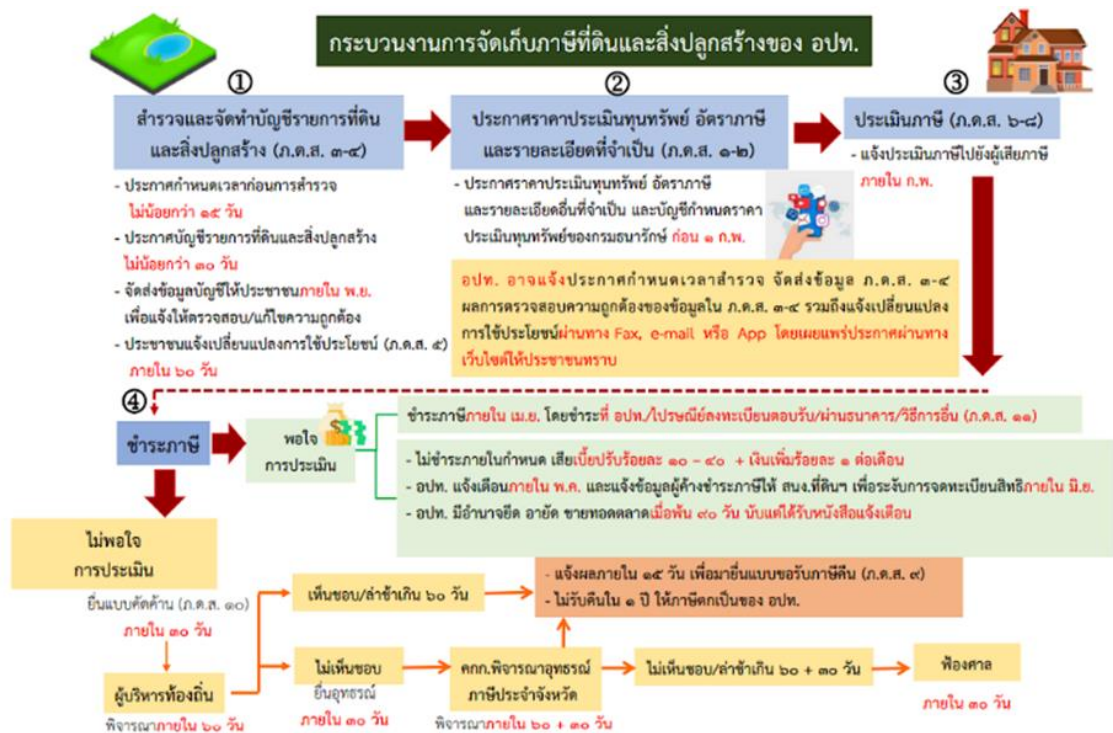 กระบวนงานการจัดเก็บภาษีที่ดินและสิ่งปลูกสร้างของ อปท.
①
สำรวจและจัดทำบัญชีรายการที่ดิน
และสิ่งปลูกสร้าง (ภ.ด.ส. ๓-๔)
- ประกาศกำหนดเวลาก่อนการสำรวจ
ไม่น้อยกว่า ๑๕ วัน
- ประกาศบัญชีรายการที่ดินและสิ่งปลูกสร้าง
ไม่น้อยกว่า ๓๐ วัน
- จัดส่งข้อมูลบัญชีให้ประชาชนภายใน พ.ย.
เพื่อแจ้งให้ตรวจสอบ/แก้ไขความถูกต้อง
- ประชาชนแจ้งเปลี่ยนแปลงการใช้ประโยชน์ (ภ.ด.ส. ๕)
ภายใน ๖๐ วัน
②
ประกาศราคาประเมินทุนทรัพย์ อัตราภาษี
และรายละเอียดที่จำเป็น (ภ.ด.ส. ๑-๒)
- ประกาศราคาประเมินทุนทรัพย์ อัตราภาษี
และรายละเอียดอื่นที่จำเป็น และบัญชีกำหนดราคา
ประเมินทุนทรัพย์ของกรมธนารักษ์ ก่อน ๑ ก.พ.
อปท. อาจแจ้งประกาศกำหนดเวลาสำรวจ จัดส่งข้อมูล ภ.ด.ส. ๓-๔
ผลการตรวจสอบความถูกต้องของข้อมูลใน ภ.ด.ส. ๓-๔ รวมถึงแจ้งเปลี่ยนแปลง
การใช้ประโยชน์ผ่านทาง Fax, e-mail หรือ App โดยเผยแพร่ประกาศผ่านทาง
เว็บไซต์ให้ประชาชนทราบ
③
ประเมินภาษี (ภ.ด.ส. ๖-๘)
- แจ้งประเมินภาษีไปยังผู้เสียภาษี
ภายใน ก.พ.
④
ชำระภาษี
พอใจ
การประเมิน
ชำระภาษีภายใน เม.ย. โดยชำระที่ อปท./ไปรษณีย์ลงทะเบียนตอบรับ/ผ่านธนาคาร/วิธีการอื่น (ภ.ด.ส. ๑๑)
- ไม่ชำระภายในกำหนด เสียเบี้ยปรับร้อยละ ๑๐ - ๔๐ + เงินเพิ่มร้อยละ ๑ ต่อเดือน
- อปท. แจ้งเตือนภายใน พ.ค. และแจ้งข้อมูลผู้ค้างชำระภาษีให้ สนง.ที่ดินฯ เพื่อระงับการจดทะเบียนสิทธิภายใน มิ.ย.
- อปท. มีอำนาจยึด อายัด ขายทอดตลาดเมื่อพ้น ๙๐ วัน นับแต่ได้รับหนังสือแจ้งเตือน
ไม่พอใจ
การประเมิน
ยื่นแบบคัดค้าน (ภ.ด.ส. ๑๐)
ภายใน ๓๐ วัน
ผู้บริหารท้องถิ่น
พิจารณาภายใน ๖๐ วัน
เห็นชอบ/ล่าช้าเกิน ๖๐ วัน
- แจ้งผลภายใน ๑๕ วัน เพื่อมายื่นแบบขอรับภาษีคืน (ภ.ด.ส. ๙)
- ไม่รับคืนใน ๑ ปี ให้ภาษีตกเป็นของ อปท.
ไม่เห็นชอบ
ยื่นอุทธรณ์
ภายใน ๓๐ วัน
คกก.พิจารณาอุทธรณ์
ภาษีประจำจังหวัด
พิจารณาภายใน ๖๐ + ๓๐ วัน
ไม่เห็นชอบ/ล่าช้าเกิน ๖๐ + ๓๐ วัน
ฟ้องศาล
ภายใน ๓๐ วัน